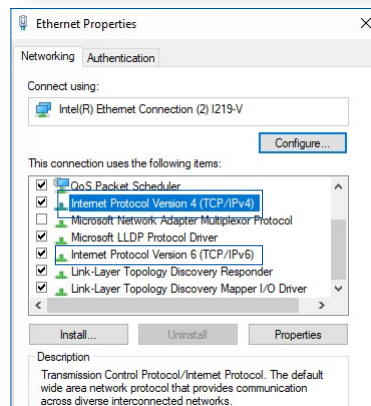 Ethernet Properties
Networking
Authentication
Connect using:
Intel(R) Ethernet Connection (2) I219-V
Configure...
This connection uses the following items:
QoS Packet Scheduler
Internet Protocol Version 4 (TCP/IPv4)
Microsoft Network Adapter Multiplexor Protocol
Microsoft LLDP Protocol Driver
Internet Protocol Version 6 (TCP/IPv6)
Link-Layer Topology Discovery Responder
Link-Layer Topology Discovery Mapper I/O Driver
Install...
Uninstall
Properties
Description
Transmission Control Protocol/Internet Protocol. The default
wide area network protocol that provides communication
across diverse interconnected networks.